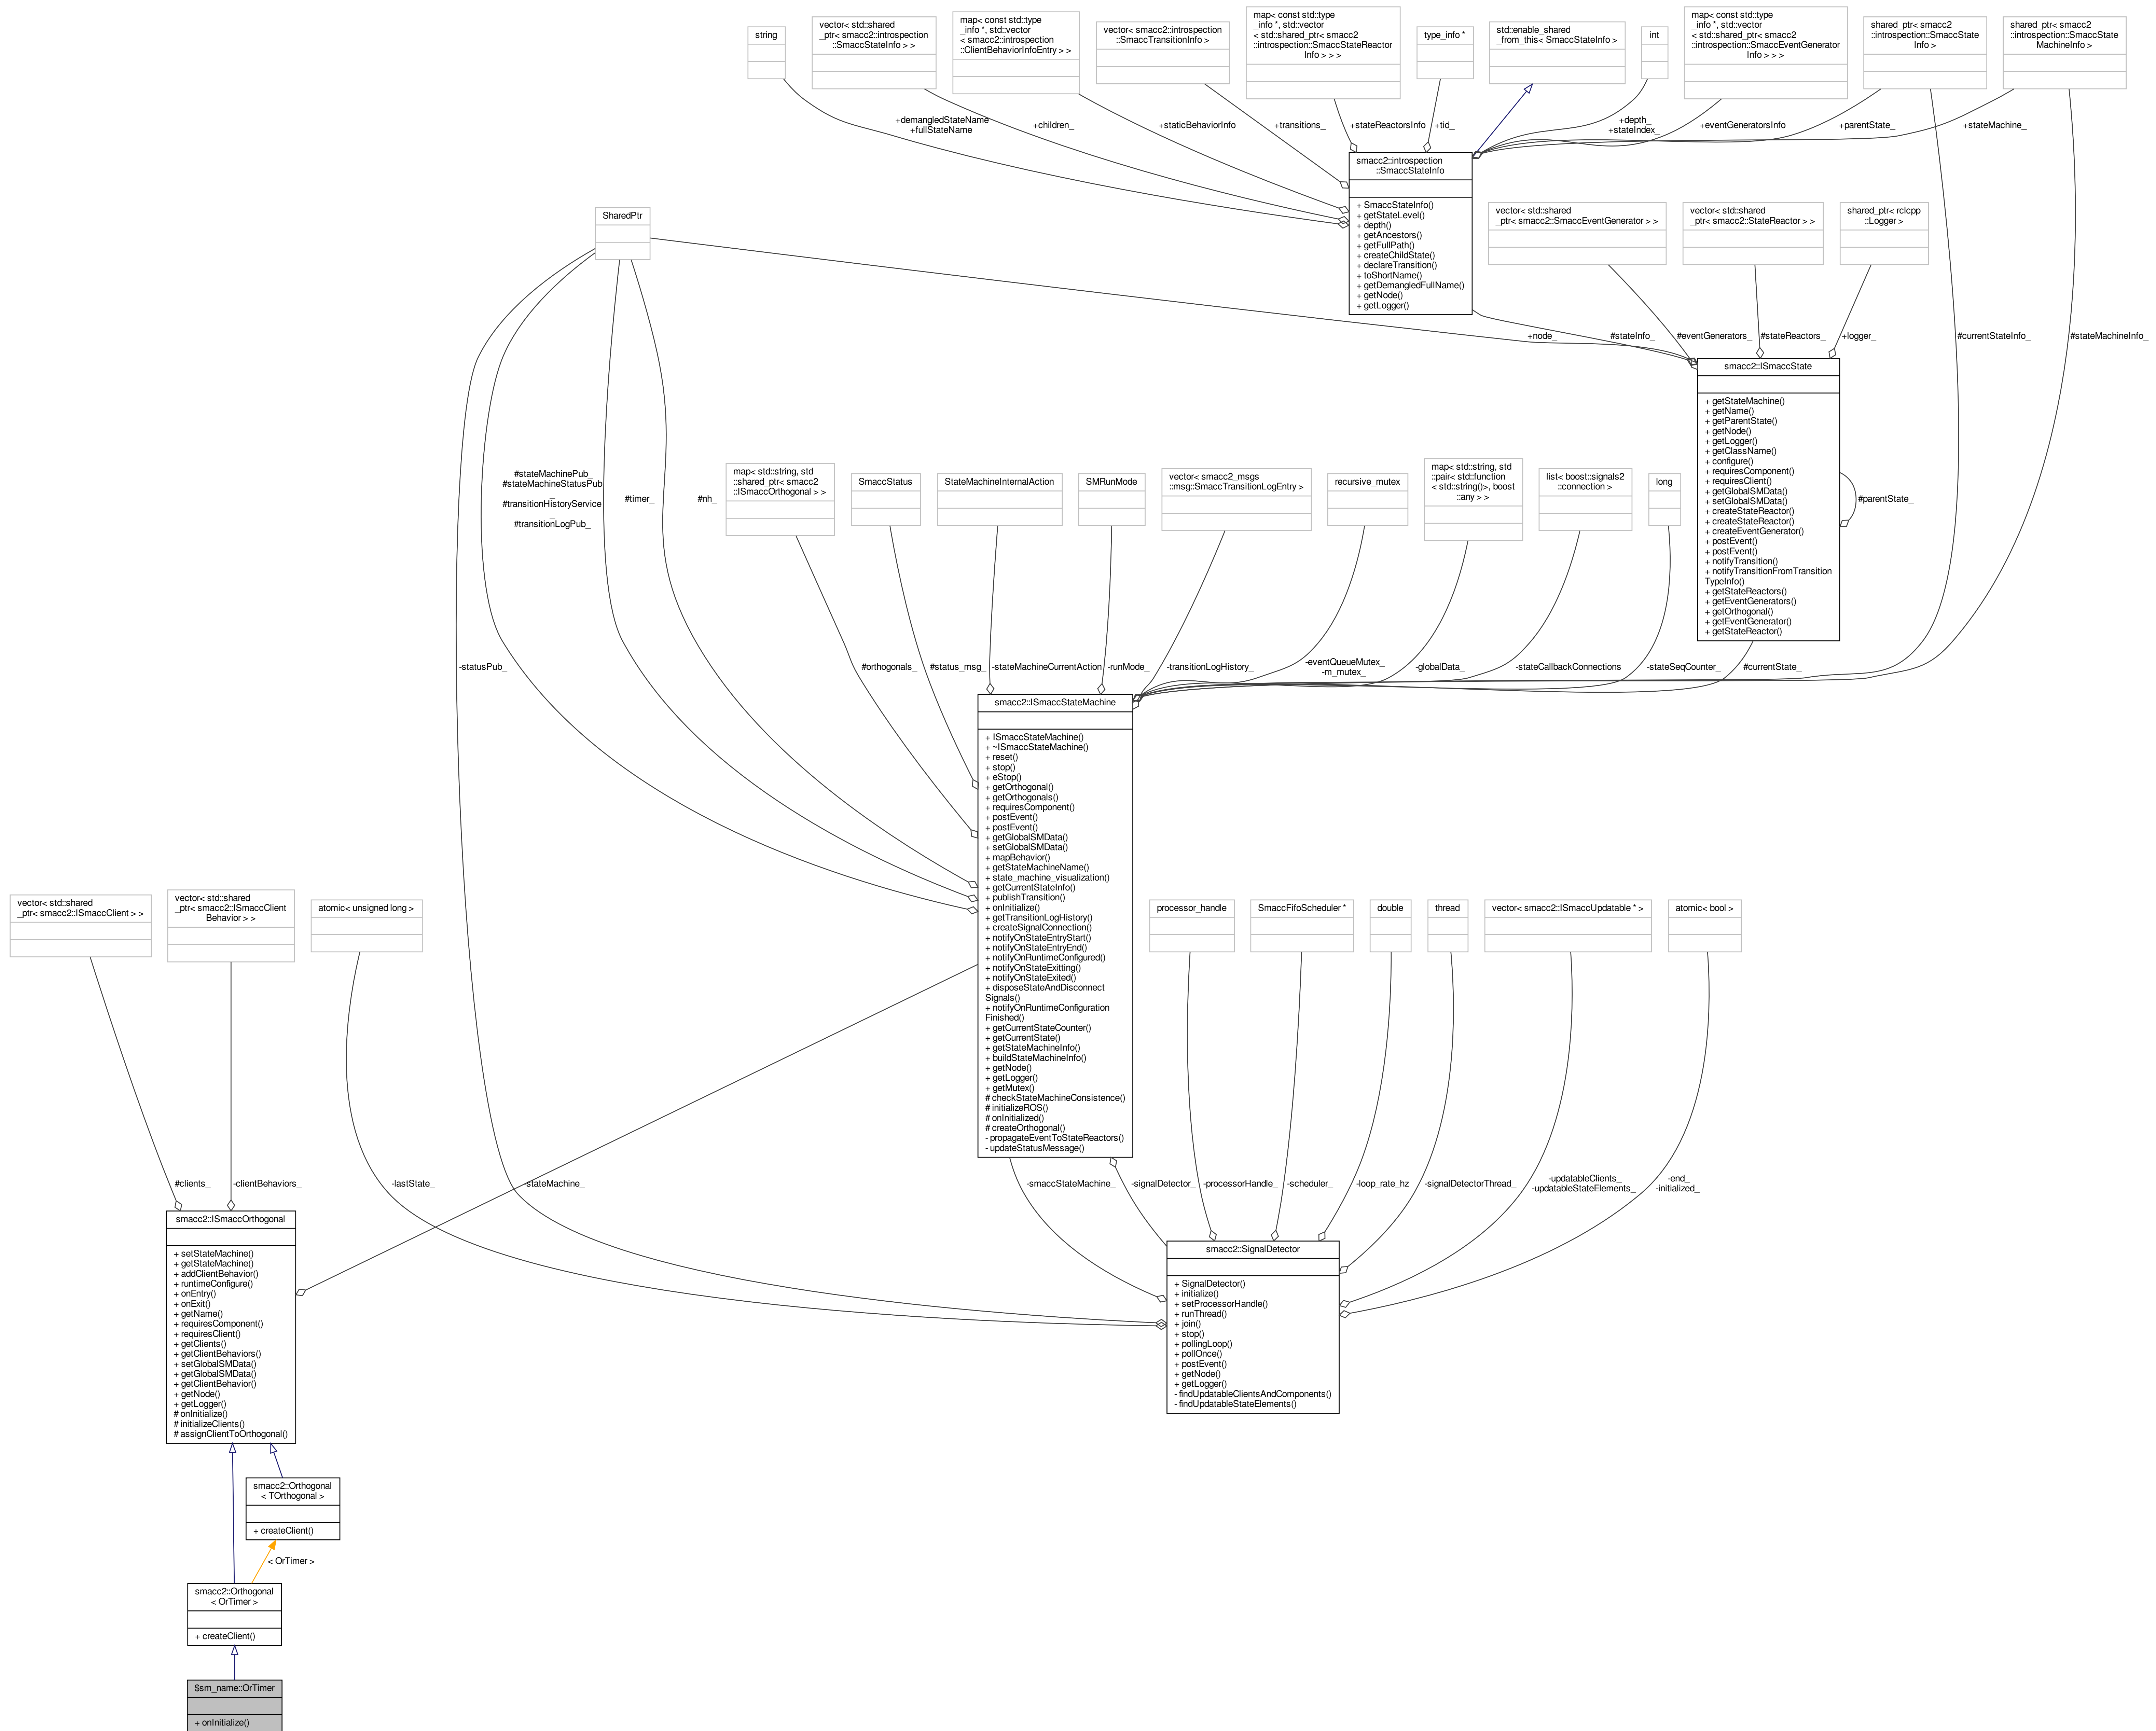 string
vector< std::shared
_ptr< smacc2::introspection
::SmaccStateInfo > >
map< const std::type
_info *, std::vector
< smacc2::introspection
::ClientBehaviorInfoEntry > >
vector< smacc2::introspection
::SmaccTransitionInfo >
map< const std::type
_info *, std::vector
< std::shared_ptr< smacc2
::introspection::SmaccStateReactor
Info > > >
type_info *
std::enable_shared
_from_this< SmaccStateInfo >
int
map< const std::type
_info *, std::vector
< std::shared_ptr< smacc2
::introspection::SmaccEventGenerator
Info > > >
shared_ptr< smacc2
::introspection::SmaccState
Info >
shared_ptr< smacc2
::introspection::SmaccState
MachineInfo >
+demangledStateName
+fullStateName
+children_
+staticBehaviorInfo
+transitions_
+stateReactorsInfo
+tid_
+depth_
+stateIndex_
+eventGeneratorsInfo
+parentState_
+stateMachine_
smacc2::introspection
::SmaccStateInfo
+ SmaccStateInfo()
+ getStateLevel()
+ depth()
+ getAncestors()
+ getFullPath()
+ createChildState()
+ declareTransition()
+ toShortName()
+ getDemangledFullName()
+ getNode()
+ getLogger()
SharedPtr
vector< std::shared
_ptr< smacc2::SmaccEventGenerator > >
vector< std::shared
_ptr< smacc2::StateReactor > >
shared_ptr< rclcpp
::Logger >
+node_
#stateInfo_
#eventGenerators_
#stateReactors_
+logger_
#currentStateInfo_
#stateMachineInfo_
smacc2::ISmaccState
+ getStateMachine()
+ getName()
+ getParentState()
+ getNode()
+ getLogger()
+ getClassName()
+ configure()
+ requiresComponent()
+ requiresClient()
+ getGlobalSMData()
+ setGlobalSMData()
+ createStateReactor()
+ createStateReactor()
+ createEventGenerator()
+ postEvent()
+ postEvent()
+ notifyTransition()
+ notifyTransitionFromTransition
TypeInfo()
+ getStateReactors()
+ getEventGenerators()
+ getOrthogonal()
+ getEventGenerator()
+ getStateReactor()
#parentState_
#stateMachinePub_
#stateMachineStatusPub
_
#transitionHistoryService
_
#transitionLogPub_
#timer_
#nh_
map< std::string, std
::shared_ptr< smacc2
::ISmaccOrthogonal > >
SmaccStatus
StateMachineInternalAction
SMRunMode
vector< smacc2_msgs
::msg::SmaccTransitionLogEntry >
recursive_mutex
map< std::string, std
::pair< std::function
< std::string()>, boost
::any > >
list< boost::signals2
::connection >
long
-statusPub_
#orthogonals_
#status_msg_
-stateMachineCurrentAction
-runMode_
-transitionLogHistory_
-eventQueueMutex_
-m_mutex_
-globalData_
-stateCallbackConnections
-stateSeqCounter_
#currentState_
smacc2::ISmaccStateMachine
+ ISmaccStateMachine()
+ ~ISmaccStateMachine()
+ reset()
+ stop()
+ eStop()
+ getOrthogonal()
+ getOrthogonals()
+ requiresComponent()
+ postEvent()
+ postEvent()
+ getGlobalSMData()
+ setGlobalSMData()
+ mapBehavior()
+ getStateMachineName()
+ state_machine_visualization()
+ getCurrentStateInfo()
+ publishTransition()
+ onInitialize()
+ getTransitionLogHistory()
+ createSignalConnection()
+ notifyOnStateEntryStart()
+ notifyOnStateEntryEnd()
+ notifyOnRuntimeConfigured()
+ notifyOnStateExitting()
+ notifyOnStateExited()
+ disposeStateAndDisconnect
Signals()
+ notifyOnRuntimeConfiguration
Finished()
+ getCurrentStateCounter()
+ getCurrentState()
+ getStateMachineInfo()
+ buildStateMachineInfo()
+ getNode()
+ getLogger()
+ getMutex()
# checkStateMachineConsistence()
# initializeROS()
# onInitialized()
# createOrthogonal()
- propagateEventToStateReactors()
- updateStatusMessage()
vector< std::shared
_ptr< smacc2::ISmaccClient > >
vector< std::shared
_ptr< smacc2::ISmaccClient
Behavior > >
atomic< unsigned long >
processor_handle
SmaccFifoScheduler *
double
thread
vector< smacc2::ISmaccUpdatable * >
atomic< bool >
#clients_
-clientBehaviors_
-lastState_
-stateMachine_
-smaccStateMachine_
-signalDetector_
-processorHandle_
-scheduler_
-loop_rate_hz
-signalDetectorThread_
-updatableClients_
-updatableStateElements_
-end_
-initialized_
smacc2::ISmaccOrthogonal
+ setStateMachine()
+ getStateMachine()
+ addClientBehavior()
+ runtimeConfigure()
+ onEntry()
+ onExit()
+ getName()
+ requiresComponent()
+ requiresClient()
+ getClients()
+ getClientBehaviors()
+ setGlobalSMData()
+ getGlobalSMData()
+ getClientBehavior()
+ getNode()
+ getLogger()
# onInitialize()
# initializeClients()
# assignClientToOrthogonal()
smacc2::SignalDetector
+ SignalDetector()
+ initialize()
+ setProcessorHandle()
+ runThread()
+ join()
+ stop()
+ pollingLoop()
+ pollOnce()
+ postEvent()
+ getNode()
+ getLogger()
- findUpdatableClientsAndComponents()
- findUpdatableStateElements()
smacc2::Orthogonal
< TOrthogonal >
+ createClient()
< OrTimer >
smacc2::Orthogonal
< OrTimer >
+ createClient()
$sm_name::OrTimer
+ onInitialize()